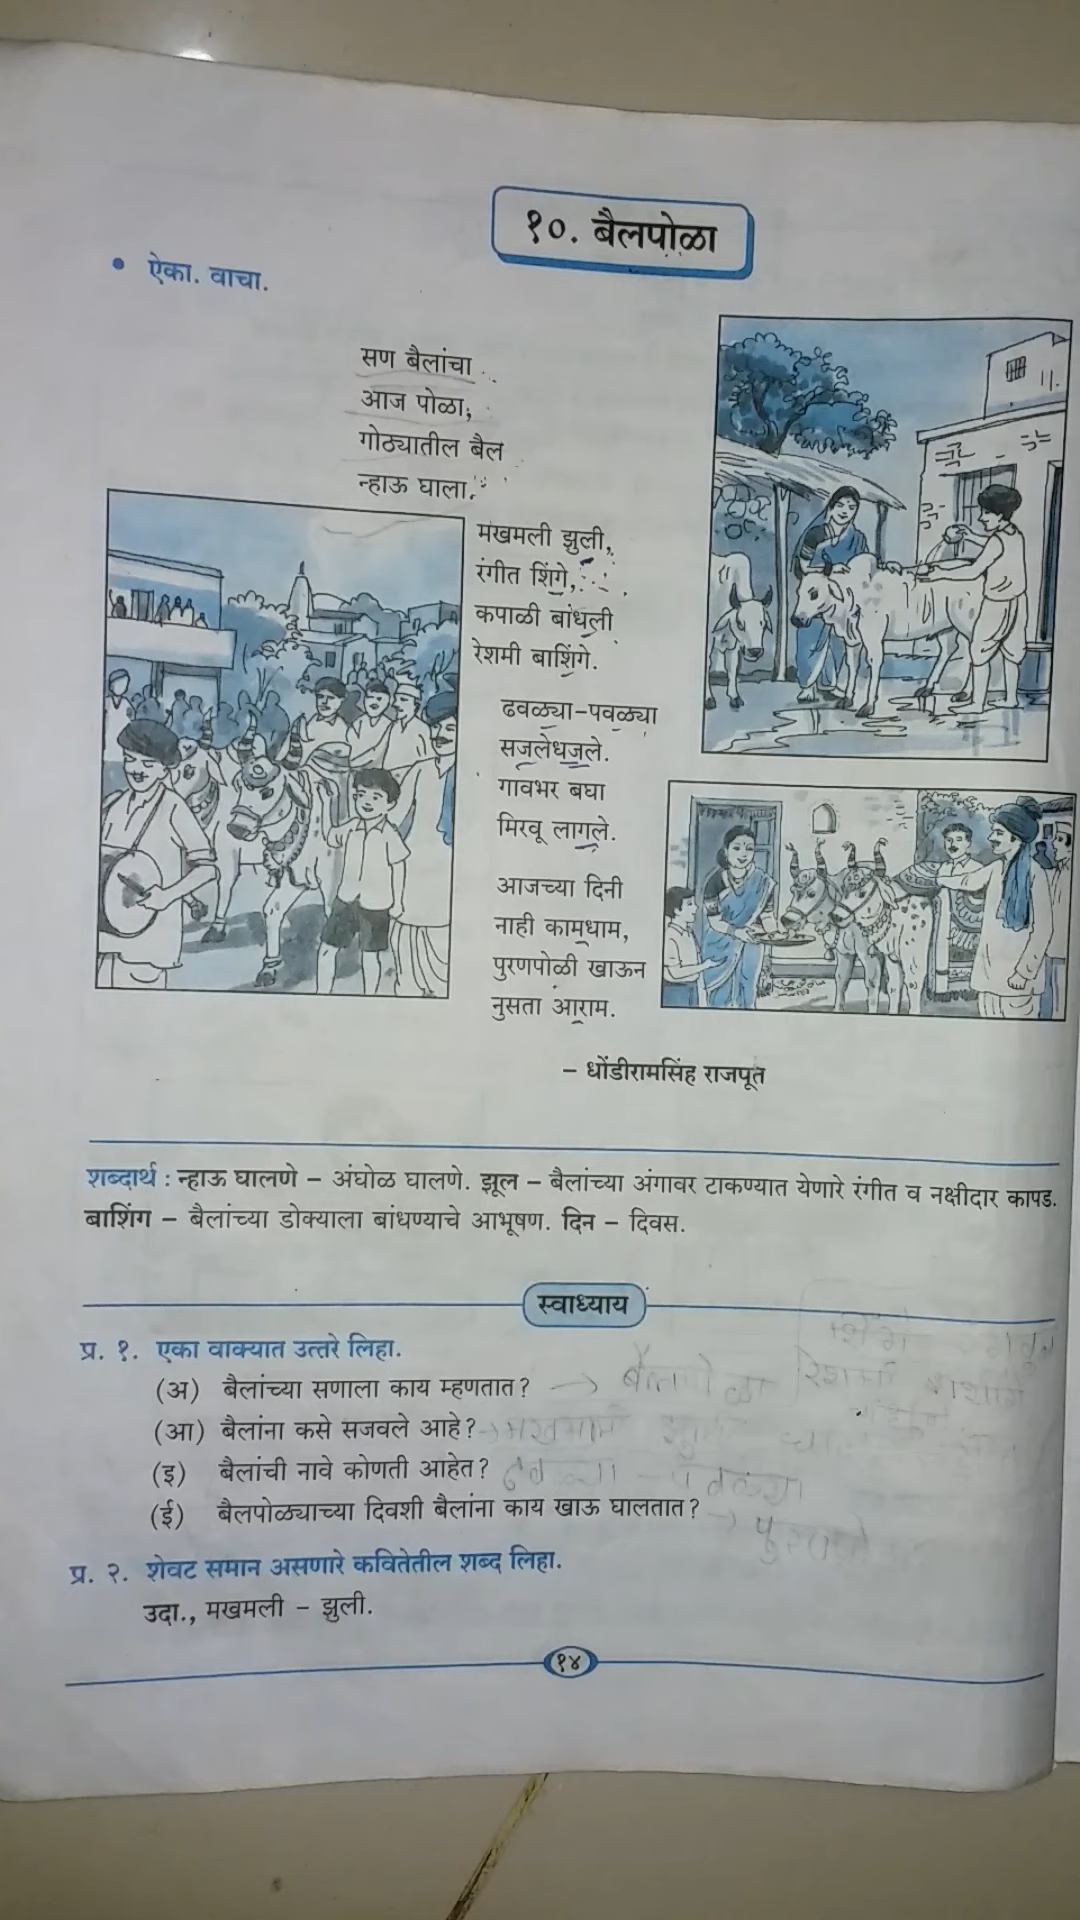 १०. बैलपोळा
• ऐका. वाचा.
सण बैलांचा
आज पोळा;
गोठ्यातील बैल
न्हाऊ घाला.
मखमली झुली,
रंगीत शिंगे,
कपाळी बांधली
रेशमी बाशिंगे.
ढवळ्या-पवळ्या
सजलेधजले.
गावभर बघा
मिरवू लागले.
आजच्या दिनी
नाही कामधाम,
पुरणपोळी खाऊन
नुसता आराम.
– धोंडीरामसिंह राजपूत
शब्दार्थ : न्हाऊ घालणे – अंघोळ घालणे. झूल – बैलांच्या अंगावर टाकण्यात येणारे रंगीत व नक्षीदार कापड.
बाशिंग – बैलांच्या डोक्याला बांधण्याचे आभूषण. दिन – दिवस.
स्वाध्याय
प्र. १. एका वाक्यात उत्तरे लिहा.
(अ) बैलांच्या सणाला काय म्हणतात? → बैलपोळा
(आ) बैलांना कसे सजवले आहे? →
(इ) बैलांची नावे कोणती आहेत? ढवळ्या - पवळ्या
(ई) बैलपोळ्याच्या दिवशी बैलांना काय खाऊ घालतात? →
प्र. २. शेवट समान असणारे कवितेतील शब्द लिहा.
उदा., मखमली – झुली.
१४